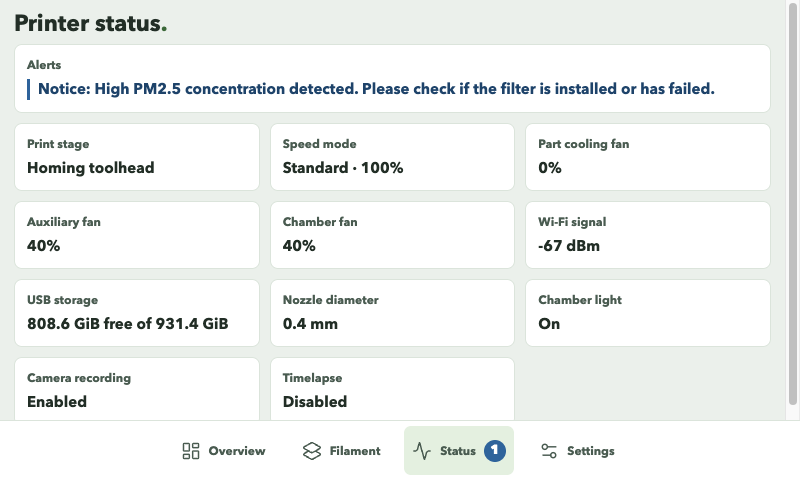 Printer status.
Alerts
Notice: High PM2.5 concentration detected. Please check if the filter is installed or has failed.
Print stage
Homing toolhead
Speed mode
Standard · 100%
Part cooling fan
0%
Auxiliary fan
40%
Chamber fan
40%
Wi-Fi signal
-67 dBm
USB storage
808.6 GiB free of 931.4 GiB
Nozzle diameter
0.4 mm
Chamber light
On
Camera recording
Enabled
Timelapse
Disabled
Overview
Filament
Status
1
Settings